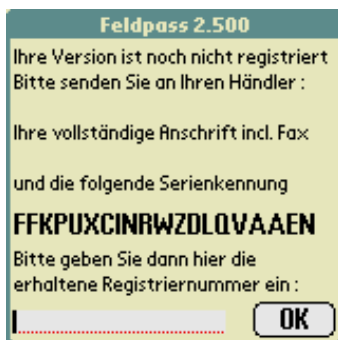 Feldpass 2.500
Ihre Version ist noch nicht registriert
Bitte senden Sie an Ihren Händler :
Ihre vollständige Anschrift incl. Fax
und die folgende Serienkennung
FFKPUXCINRWZDLQVAAEN
Bitte geben Sie dann hier die
erhaltene Registriernummer ein :
OK